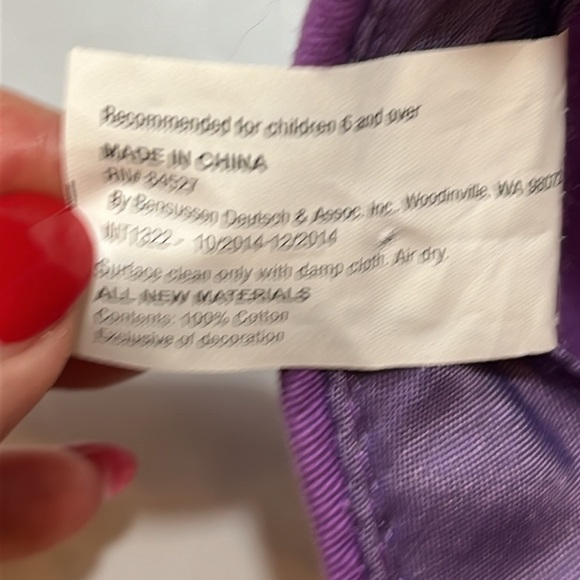 Recommended for children 6 and over
MADE IN CHINA
RN# 84527
By Bensussen Deutsch & Assoc. Inc., Woodinville, WA 98072
10/2014-12/2014
Surface clean only with damp cloth. Air dry.
ALL NEW MATERIALS
Contents: 100% Cotton
Exclusive of decoration